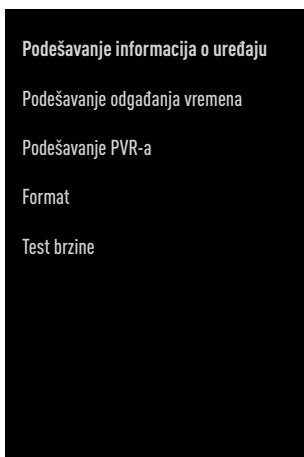 Podešavanje informacija o uređaju
Podešavanje odgađanja vremena
Podešavanje PVR-a
Format
Test brzine